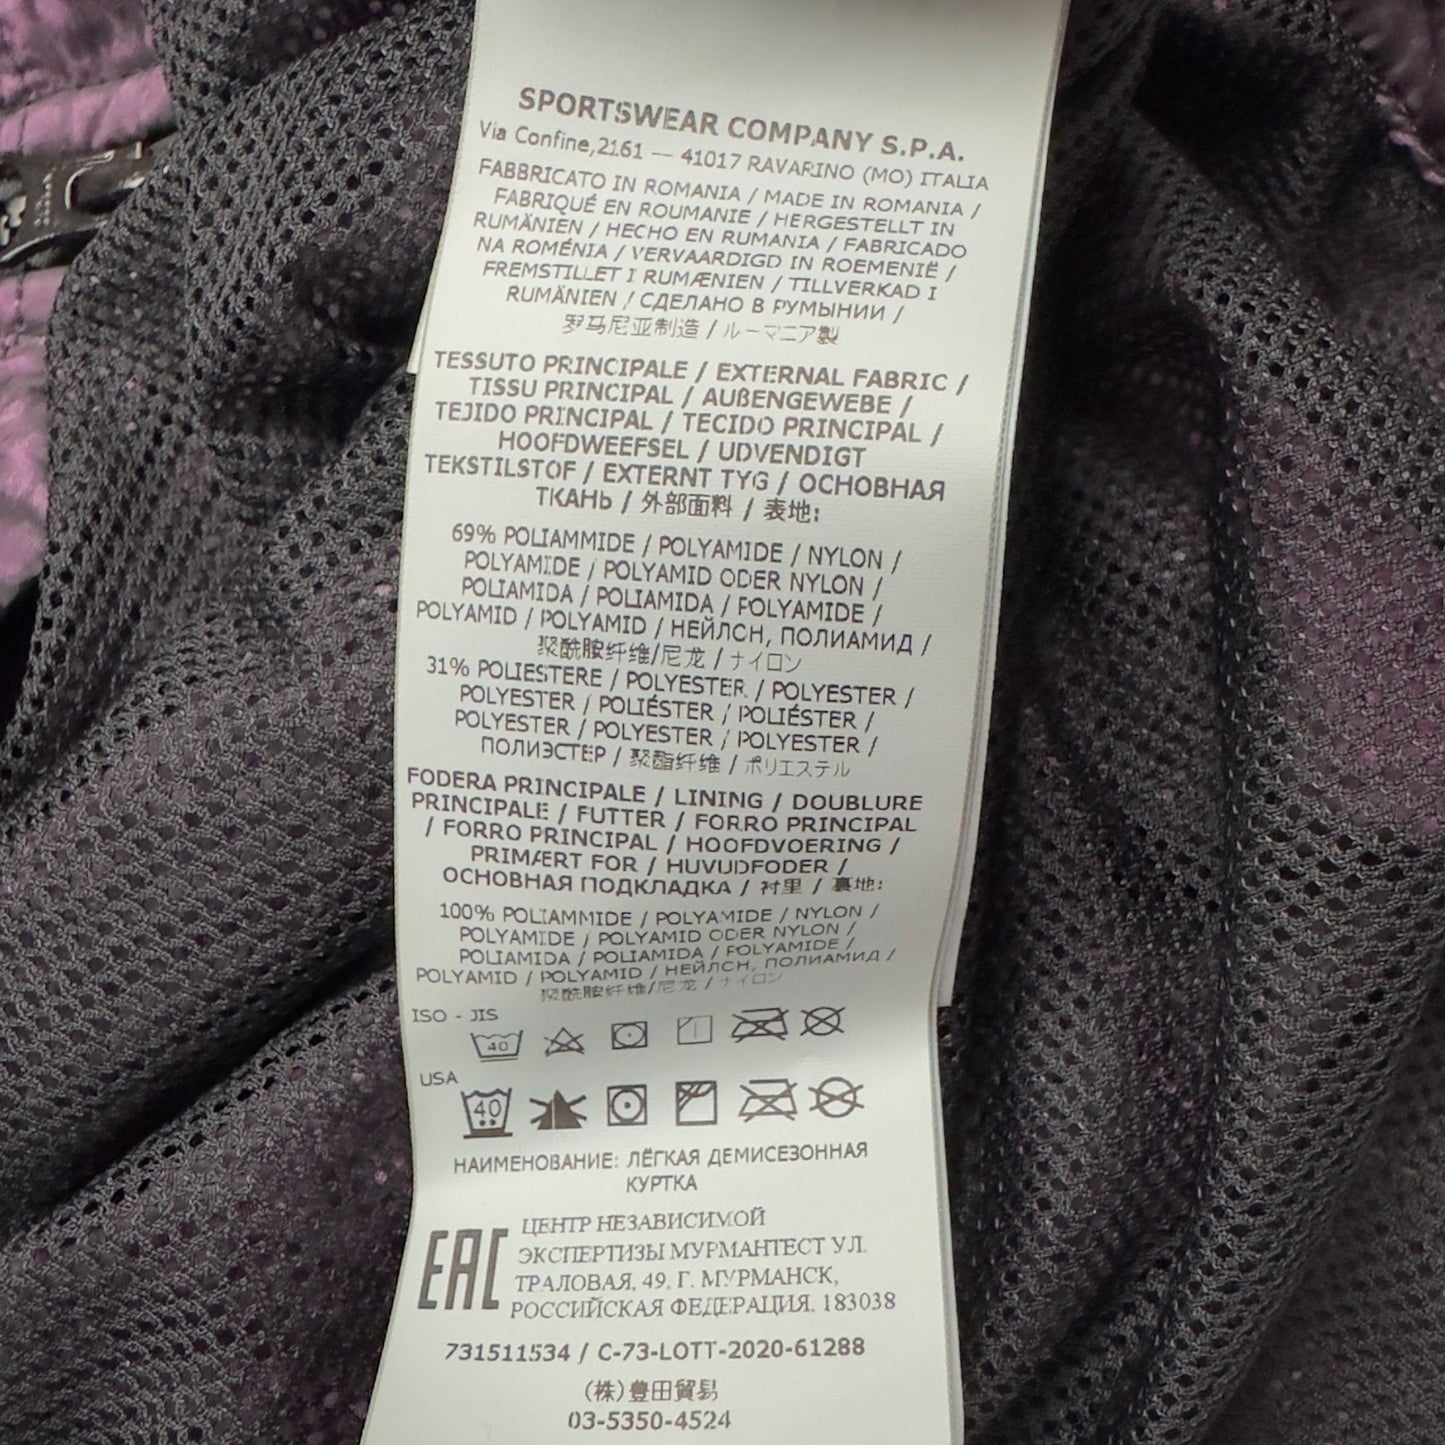 SPORTSWEAR COMPANY S.P.A.
Via Confine,2161 — 41017 RAVARINO (MO) ITALIA
FABBRICATO IN ROMANIA / MADE IN ROMANIA /
FABRIQUÉ EN ROUMANIE / HERGESTELLT IN
RUMÄNIEN / HECHO EN RUMANIA / FABRICADO
NA ROMÉNIA / VERVAARDIGD IN ROEMENIË /
FREMSTILLET I RUMÆNIEN / TILLVERKAD I
RUMÄNIEN / СДЕЛАНО В РУМЫНИИ /
罗马尼亚制造 / ルーマニア製
TESSUTO PRINCIPALE / EXTERNAL FABRIC /
TISSU PRINCIPAL / AUßENGEWEBE /
TEJIDO PRINCIPAL / TECIDO PRINCIPAL /
HOOFDWEEFSEL / UDVENDIGT
TEKSTILSTOF / EXTERNT TYG / ОСНОВНАЯ
ТКАНЬ / 外部面料 / 表地:
69% POLIAMMIDE / POLYAMIDE / NYLON /
POLYAMIDE / POLYAMID ODER NYLON /
POLIAMIDA / POLIAMIDA / POLYAMIDE /
POLYAMID / POLYAMID / НЕЙЛОН, ПОЛИАМИД /
聚酰胺纤维/尼龙 / ナイロン
31% POLIESTERE / POLYESTER / POLYESTER /
POLYESTER / POLIÉSTER / POLIÉSTER /
POLYESTER / POLYESTER / POLYESTER /
ПОЛИЭСТЕР / 聚酯纤维 / ポリエステル
FODERA PRINCIPALE / LINING / DOUBLURE
PRINCIPALE / FUTTER / FORRO PRINCIPAL
/ FORRO PRINCIPAL / HOOFDVOERING /
PRIMÆRT FOR / HUVUDFODER /
ОСНОВНАЯ ПОДКЛАДКА / 衬里 / 裏地:
100% POLIAMMIDE / POLYAMIDE / NYLON /
POLYAMIDE / POLYAMID ODER NYLON /
POLIAMIDA / POLIAMIDA / POLYAMIDE /
POLYAMID / POLYAMID / НЕЙЛОН, ПОЛИАМИД /
聚酰胺纤维/尼龙 / ナイロン
ISO - JIS
40
USA
40
НАИМЕНОВАНИЕ: ЛЁГКАЯ ДЕМИСЕЗОННАЯ
КУРТКА
EAC
ЦЕНТР НЕЗАВИСИМОЙ
ЭКСПЕРТИЗЫ МУРМАНТЕСТ УЛ.
ТРАЛОВАЯ, 49, Г. МУРМАНСК,
РОССИЙСКАЯ ФЕДЕРАЦИЯ, 183038
731511534 / C-73-LOTT-2020-61288
(株)豊田貿易
03-5350-4524